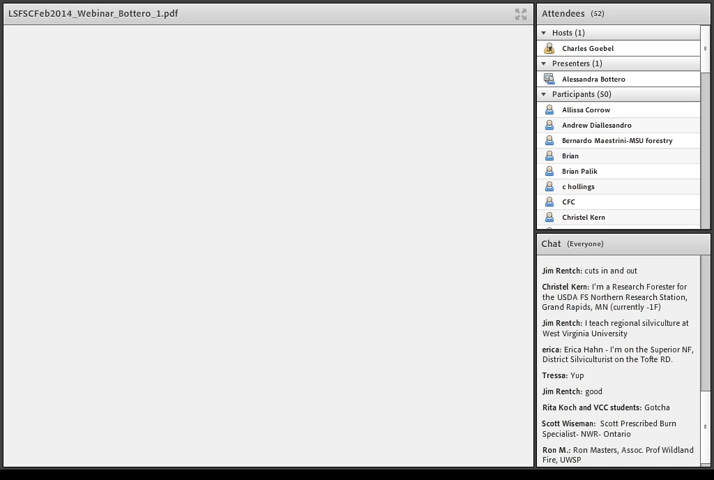 LSFSCFeb2014_Webinar_Bottero_1.pdf
Attendees (52)
Hosts (1)
Charles Goebel
Presenters (1)
Alessandra Bottero
Participants (50)
Allissa Corrow
Andrew Diallesandro
Bernardo Maestrini-MSU forestry
Brian
Brian Palik
c hollings
CFC
Christel Kern
Chat (Everyone)
Jim Rentch: cuts in and out
Christel Kern: I'm a Research Forester for
the USDA FS Northern Research Station,
Grand Rapids, MN (currently -1F)
Jim Rentch: I teach regional silviculture at
West Virginia University
erica: Erica Hahn - I'm on the Superior NF,
District Silviculturist on the Tofte RD.
Tressa: Yup
Jim Rentch: good
Rita Koch and VCC students: Gotcha
Scott Wiseman: Scott Prescribed Burn
Specialist- NWR- Ontario
Ron M.: Ron Masters, Assoc. Prof Wildland
Fire, UWSP